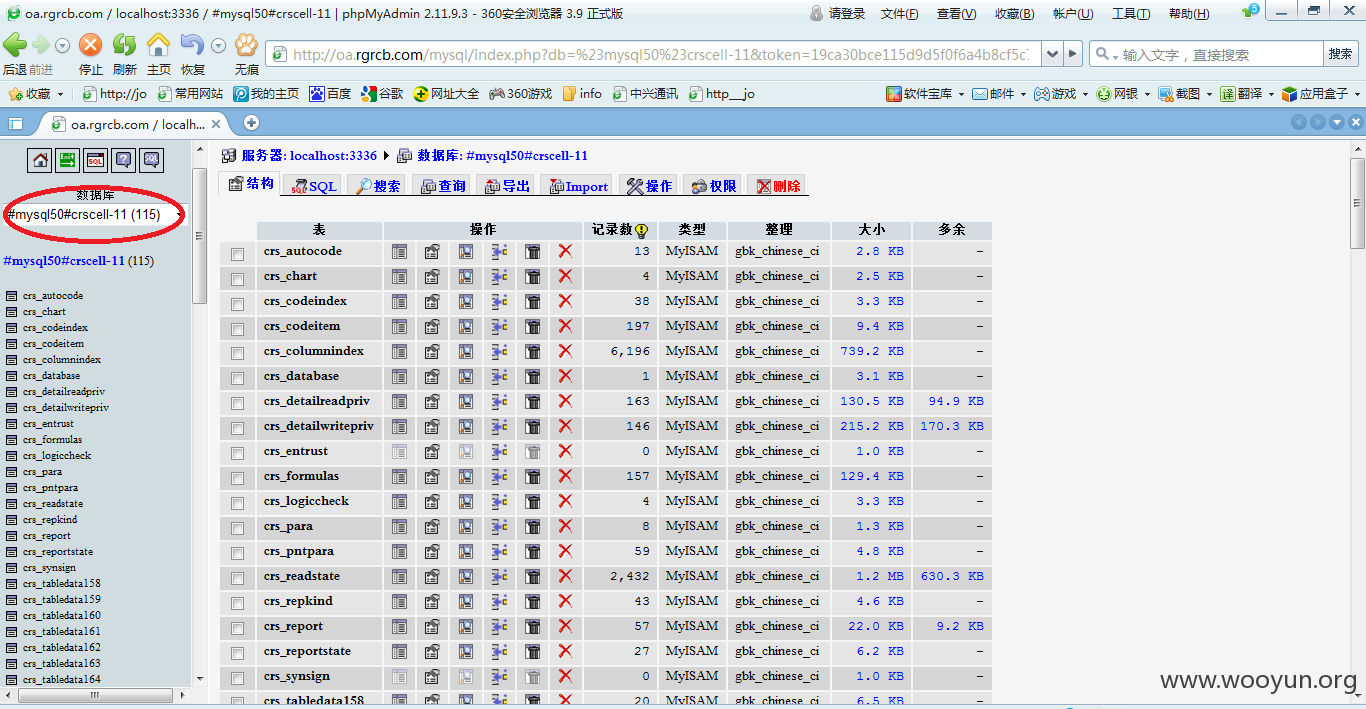 oa.rgrcb.com / localhost:3336 / #mysql50#crscell-11 | phpMyAdmin 2.11.9.3 - 360安全浏览器 3.9 正式版
请登录 文件(F) 查看(V) 收藏(B) 帐户(U) 工具(T) 帮助(H) 5
http://oa.rgrcb.com/mysql/index.php?db=%23mysql50%23crscell-11&token=19ca30bce115d9d5f0f6a4b8cf5c7
输入文字，直接搜索 搜索
后退 前进 停止 刷新 主页 恢复 无痕
收藏 http://jo 常用网站 我的主页 百度 谷歌 网址大全 360游戏 info 中兴通讯 http__jo 软件宝库 邮件 游戏 网银 截图 翻译 应用盒子
oa.rgrcb.com / localh...
Exit SQL ? SQL
数据库
#mysql50#crscell-11 (115)
#mysql50#crscell-11 (115)
crs_autocode
crs_chart
crs_codeindex
crs_codeitem
crs_columnindex
crs_database
crs_detailreadpriv
crs_detailwritepriv
crs_entrust
crs_formulas
crs_logiccheck
crs_para
crs_pntpara
crs_readstate
crs_repkind
crs_report
crs_reportstate
crs_synsign
crs_tabledata158
crs_tabledata159
crs_tabledata160
crs_tabledata161
crs_tabledata162
crs_tabledata163
crs_tabledata164
服务器: localhost:3336 数据库: #mysql50#crscell-11
结构 SQL 搜索 查询 导出 Import 操作 权限 删除
表 操作 记录数 类型 整理 大小 多余
crs_autocode 13 MyISAM gbk_chinese_ci 2.8 KB -
crs_chart 4 MyISAM gbk_chinese_ci 2.5 KB -
crs_codeindex 38 MyISAM gbk_chinese_ci 3.3 KB -
crs_codeitem 197 MyISAM gbk_chinese_ci 9.4 KB -
crs_columnindex 6,196 MyISAM gbk_chinese_ci 739.2 KB -
crs_database 1 MyISAM gbk_chinese_ci 3.1 KB -
crs_detailreadpriv 163 MyISAM gbk_chinese_ci 130.5 KB 94.9 KB
crs_detailwritepriv 146 MyISAM gbk_chinese_ci 215.2 KB 170.3 KB
crs_entrust 0 MyISAM gbk_chinese_ci 1.0 KB -
crs_formulas 157 MyISAM gbk_chinese_ci 129.4 KB -
crs_logiccheck 4 MyISAM gbk_chinese_ci 3.3 KB -
crs_para 8 MyISAM gbk_chinese_ci 1.3 KB -
crs_pntpara 59 MyISAM gbk_chinese_ci 4.8 KB -
crs_readstate 2,432 MyISAM gbk_chinese_ci 1.2 MB 630.3 KB
crs_repkind 43 MyISAM gbk_chinese_ci 4.6 KB -
crs_report 57 MyISAM gbk_chinese_ci 22.0 KB 9.2 KB
crs_reportstate 27 MyISAM gbk_chinese_ci 6.2 KB -
crs_synsign 0 MyISAM gbk_chinese_ci 1.0 KB -
crs_tabledata158 20 MyISAM gbk_chinese_ci 6.5 KB -
www.wooyun.org